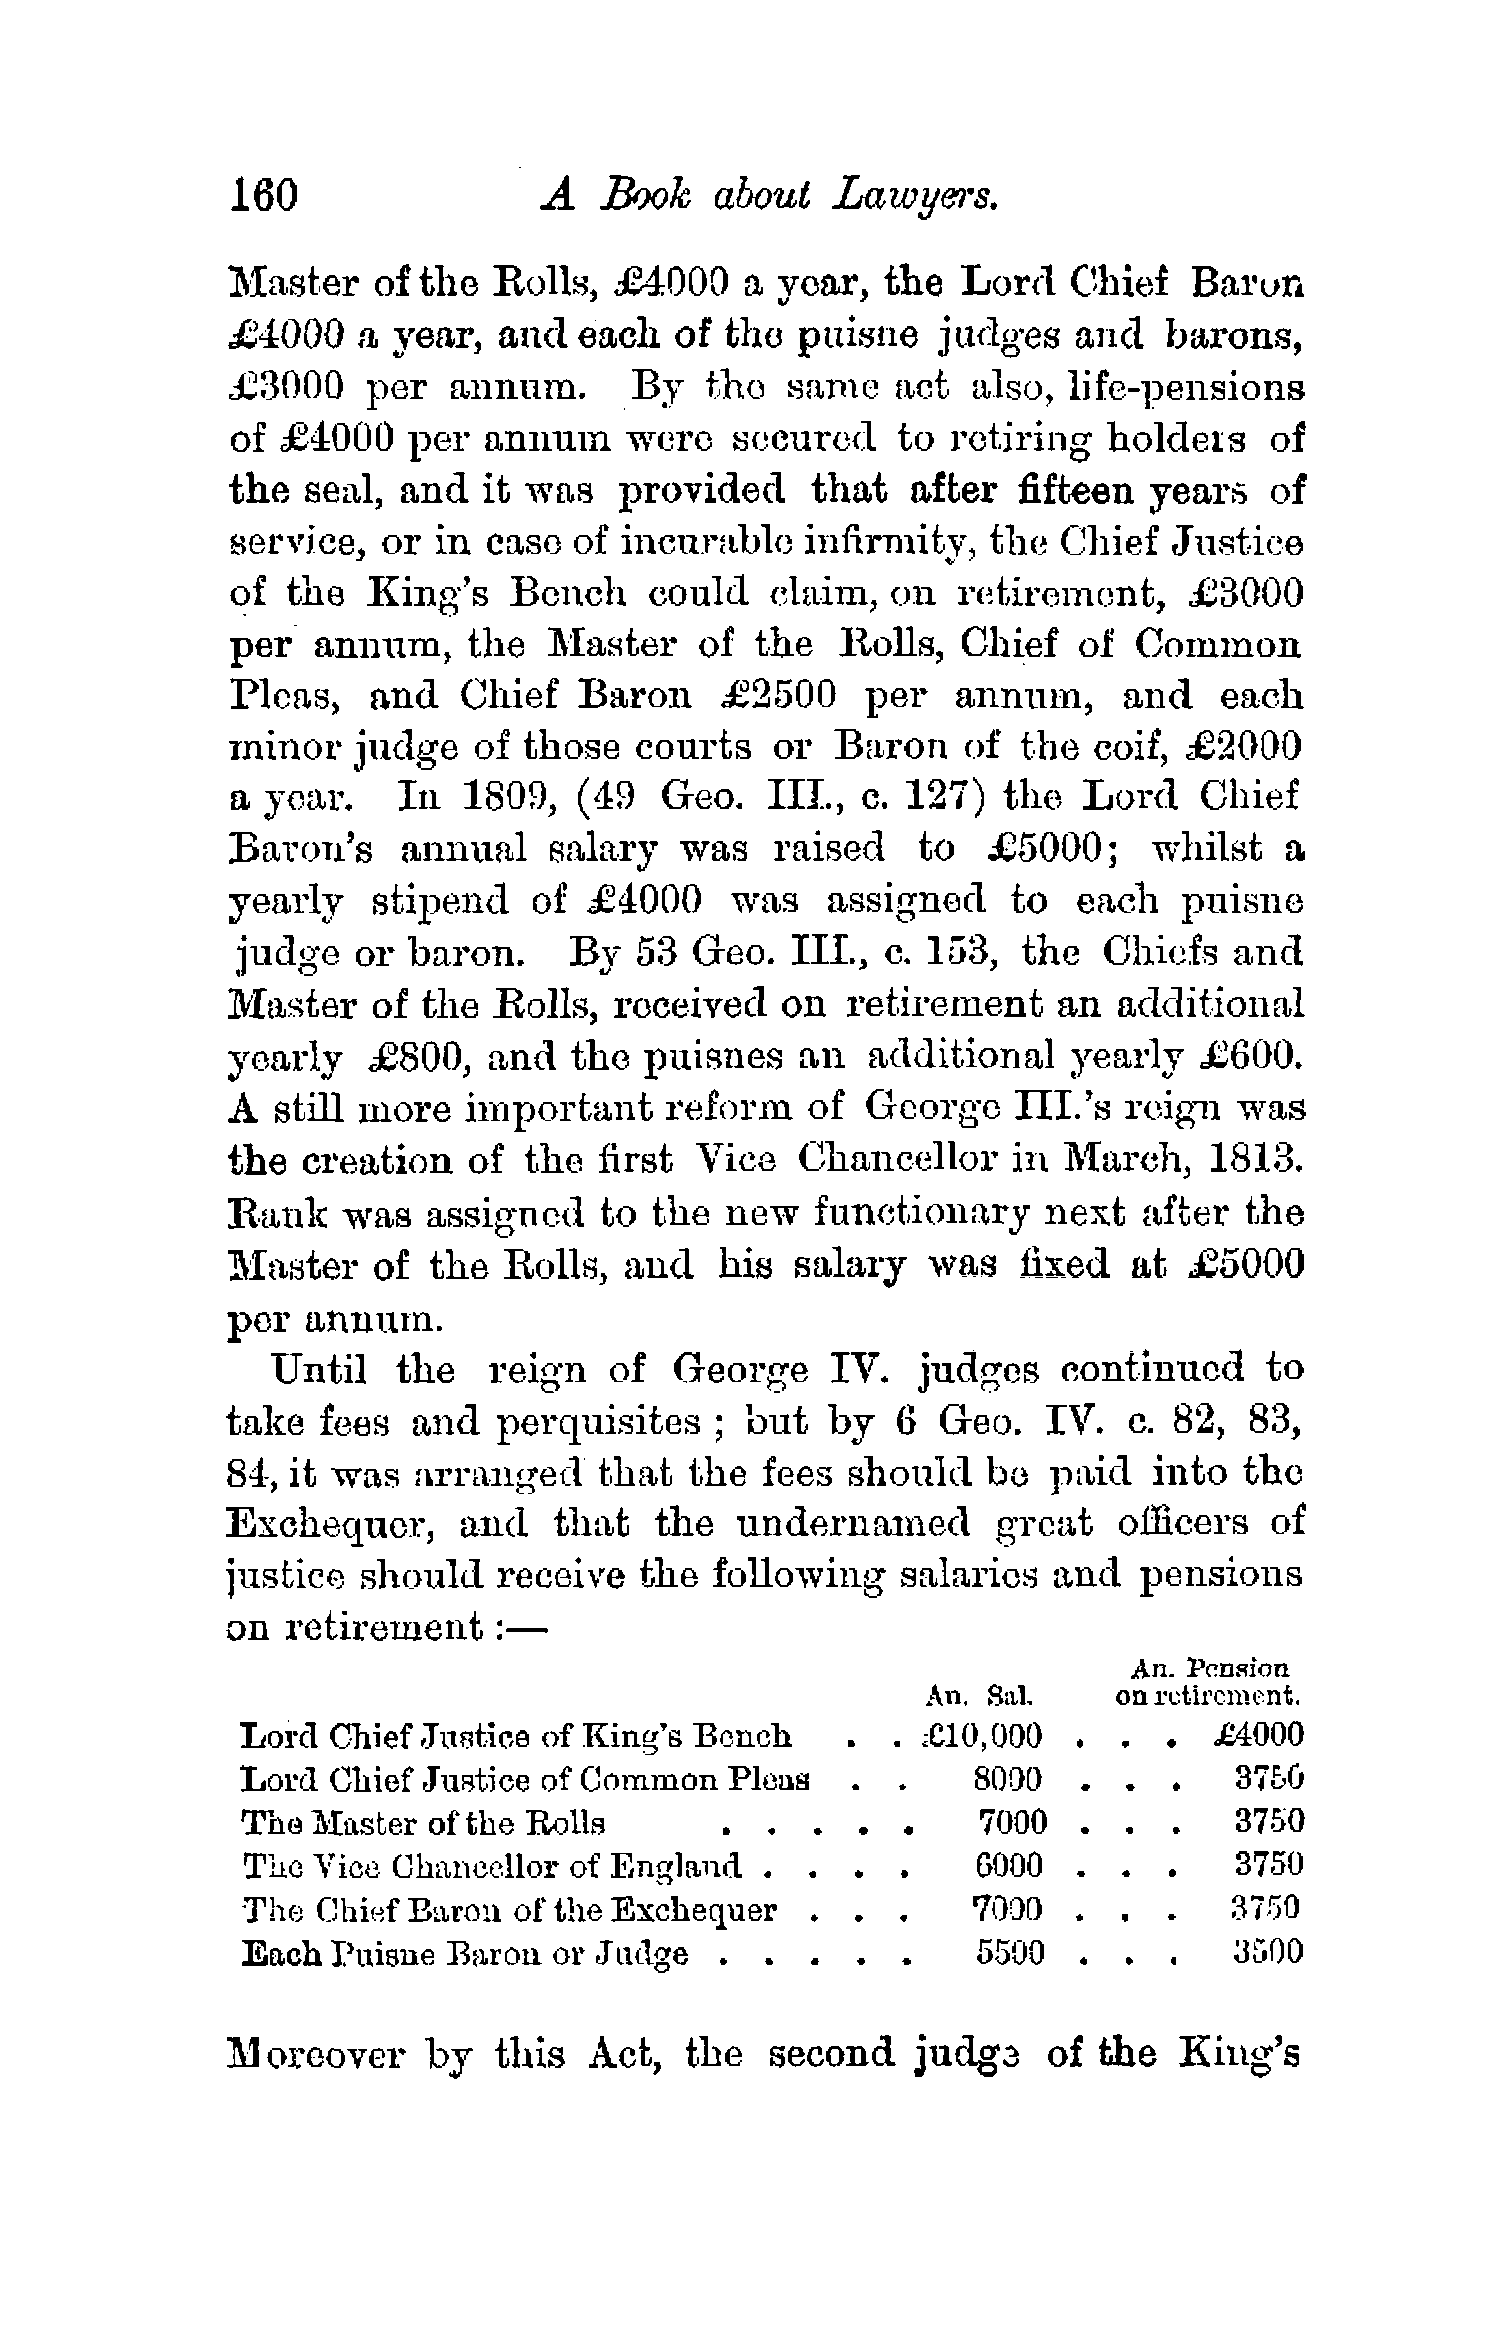 160 A Book about Lawyers.
Master of the Rolls, £4000 a year, the Lord Chief Baron
£4000 a year, and each of the puisne judges and barons,
£3000 per annum. By the same act also, life-pensions
of £4000 per annum were secured to retiring holders of
the seal, and it was provided that after fifteen years of
service, or in case of incurable infirmity, the Chief Justice
of the King's Bench could claim, on retirement, £3000
per annum, the Master of the Rolls, Chief of Common
Pleas, and Chief Baron £2500 per annum, and each
minor judge of those courts or Baron of the coif, £2000
a year. In 1809, (49 Geo. III., c. 127) the Lord Chief
Baron's annual salary was raised to £5000; whilst a
yearly stipend of £4000 was assigned to each puisne
judge or baron. By 53 Geo. III., c. 153, the Chiefs and
Master of the Rolls, received on retirement an additional
yearly £800, and the puisnes an additional yearly £600.
A still more important reform of George III.'s reign was
the creation of the first Vice Chancellor in March, 1813.
Rank was assigned to the new functionary next after the
Master of the Rolls, and his salary was fixed at £5000
per annum.
Until the reign of George IV. judges continued to
take fees and perquisites ; but by 6 Geo. IV. c. 82, 83,
84, it was arranged that the fees should be paid into the
Exchequer, and that the undernamed great officers of
justice should receive the following salaries and pensions
on retirement :—
An. Pension
An. Sal. on retirement.
Lord Chief Justice of King's Bench . . £10,000 . . . £4000
Lord Chief Justice of Common Pleas . . 8000 . . . 3750
The Master of the Rolls . . . . . 7000 . . . 3750
The Vice Chancellor of England . . . . 6000 . . . 3750
The Chief Baron of the Exchequer . . . 7000 . . . 3750
Each Puisne Baron or Judge . . . . . 5500 . . . 3500
Moreover by this Act, the second judge of the King's